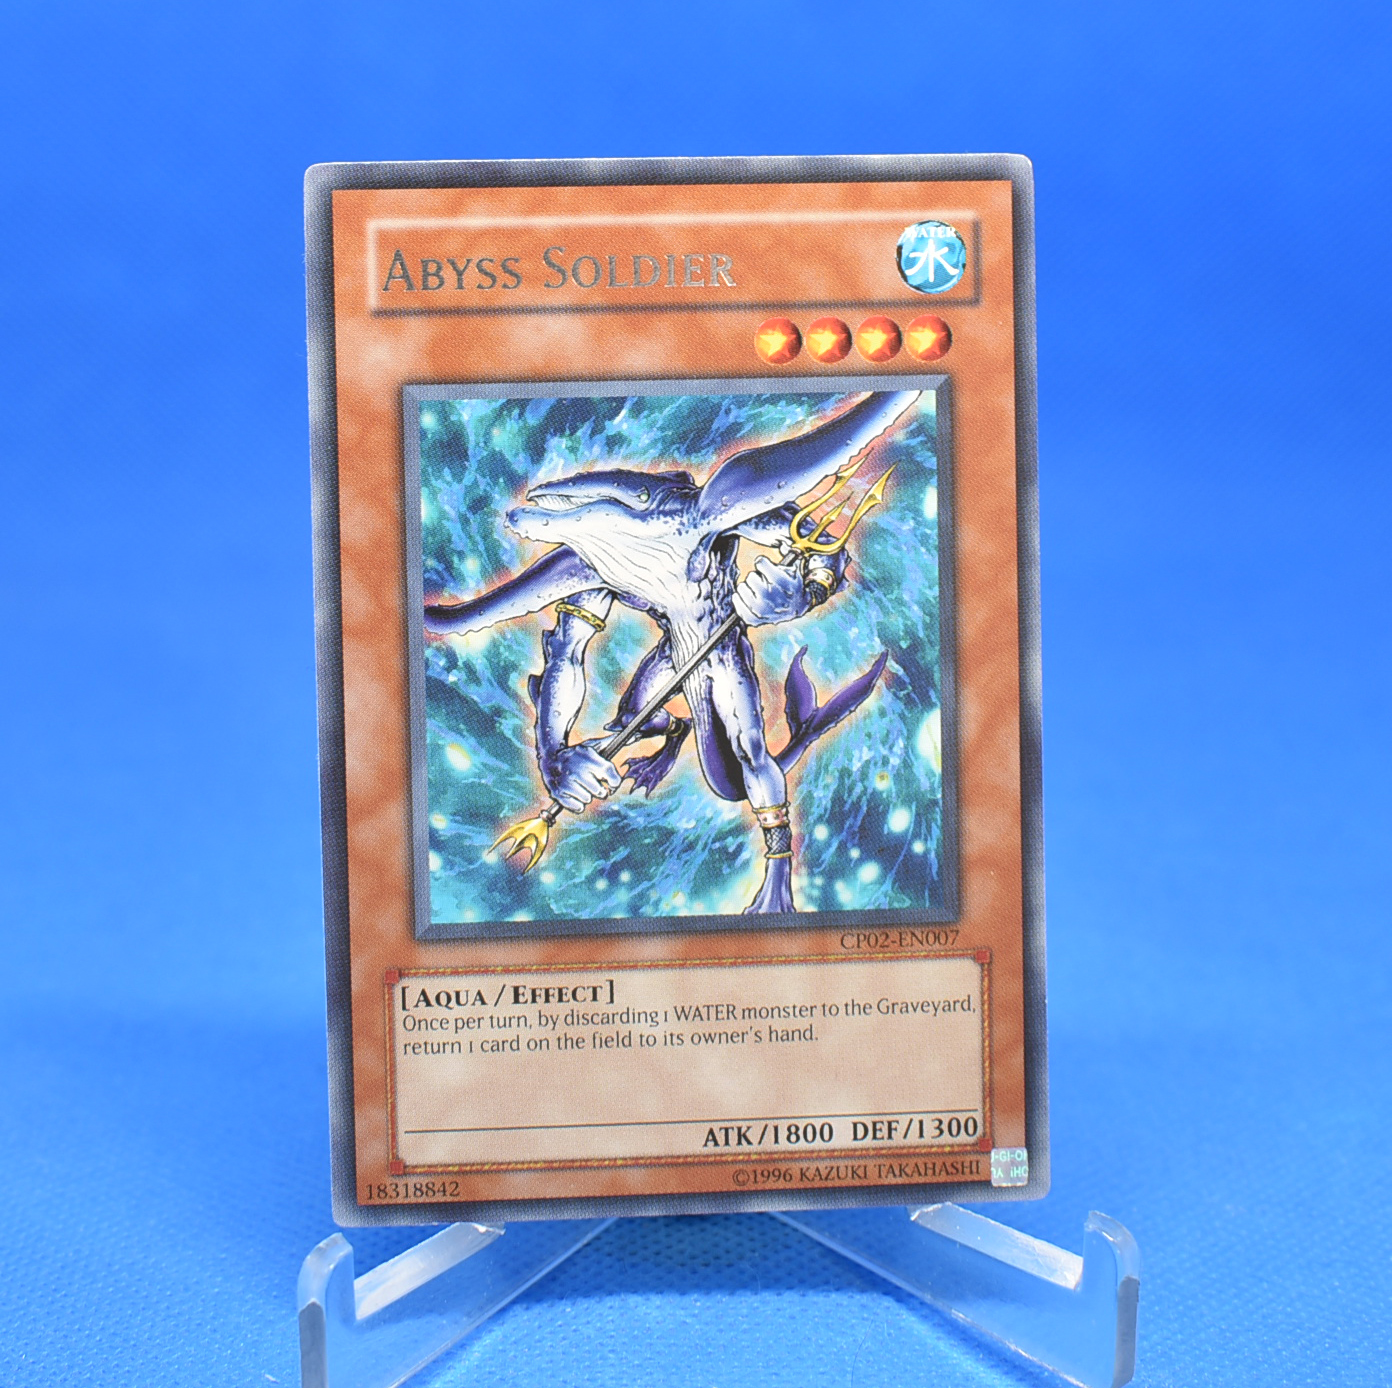 ABYSS SOLDIER
WATER
水
CP02-EN007
[AQUA / EFFECT]
Once per turn, by discarding 1 WATER monster to the Graveyard,
return 1 card on the field to its owner's hand.
ATK/1800 DEF/1300
18318842
©1996 KAZUKI TAKAHASHI